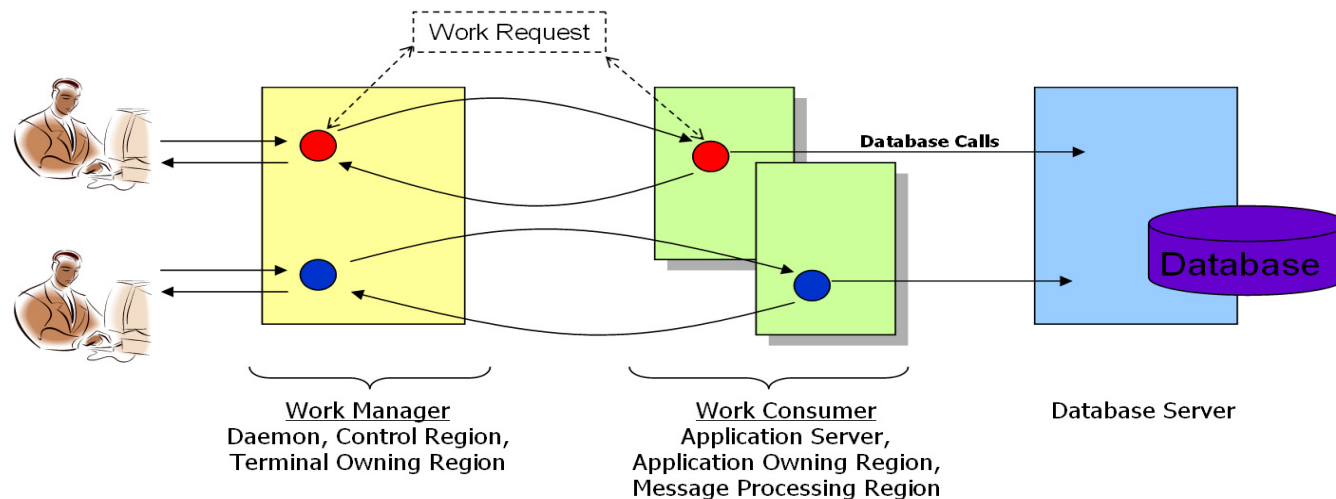 Work Request
Database Calls
Database
Work Manager
Daemon, Control Region,
Terminal Owning Region
Work Consumer
Application Server,
Application Owning Region,
Message Processing Region
Database Server